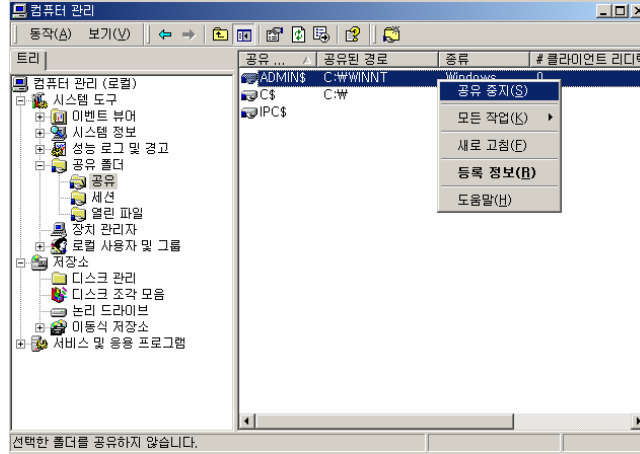 컴퓨터 관리
동작(A) 보기(V)
트리
공유 ... 공유된 경로 종류 # 클라이언트 리디렉
컴퓨터 관리 (로컬)
시스템 도구
이벤트 뷰어
시스템 정보
성능 로그 및 경고
공유 폴더
공유
세션
열린 파일
장치 관리자
로컬 사용자 및 그룹
저장소
디스크 관리
디스크 조각 모음
논리 드라이브
이동식 저장소
서비스 및 응용 프로그램
ADMIN$ C:₩WINNT Windows 0
C$ C:₩
IPC$
공유 중지(S)
모든 작업(K)
새로 고침(F)
등록 정보(R)
도움말(H)
선택한 폴더를 공유하지 않습니다.